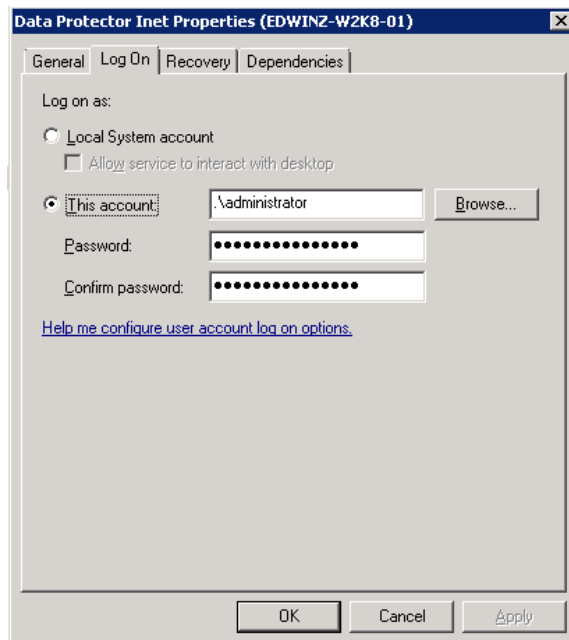 Data Protector Inet Properties (EDWINZ-W2K8-01)
General Log On Recovery Dependencies
Log on as:
Local System account
Allow service to interact with desktop
This account: .\administrator Browse...
Password: •••••••••••••••
Confirm password: •••••••••••••••
Help me configure user account log on options.
OK Cancel Apply